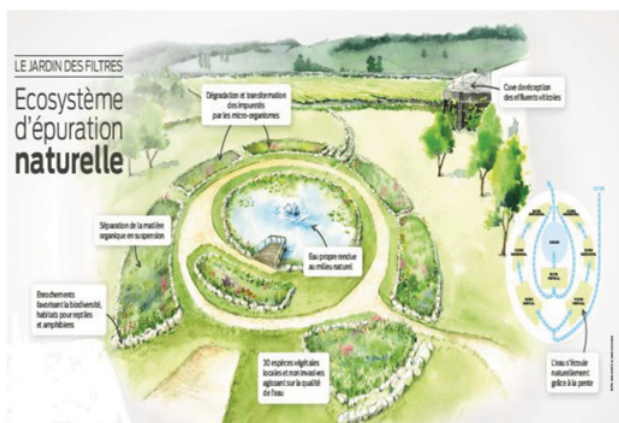 LE JARDIN DES FILTRES
Ecosystème
d'épuration
naturelle
Dégradation et transformation
des impuretés
par les micro-organismes
Cuve de réception
des effluents viticoles
Séparation de la matière
organique en suspension
Eau propre rendue
au milieu naturel
Enrochements
favorisant la biodiversité,
habitats pour reptiles
et amphibiens
30 espèces végétales
locales et non invasives
agissant sur la qualité
de l'eau
L'eau s'écoule
naturellement
grâce à la pente